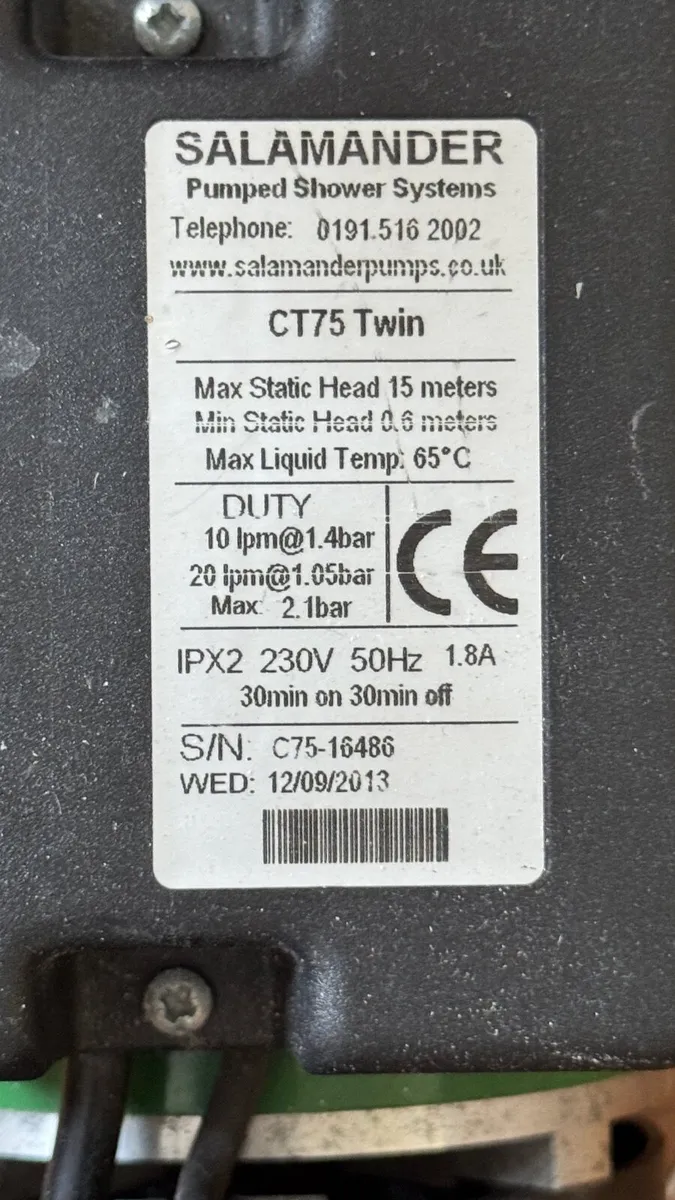 SALAMANDER
Pumped Shower Systems
Telephone: 0191.516 2002
www.salamanderpumps.co.uk
CT75 Twin
Max Static Head 15 meters
Min Static Head 0.6 meters
Max Liquid Temp: 65°C
DUTY
10 lpm@1.4bar
20 lpm@1.05bar
Max: 2.1bar
CE
IPX2 230V 50Hz 1.8A
30min on 30min off
S/N: C75-16486
WED: 12/09/2013